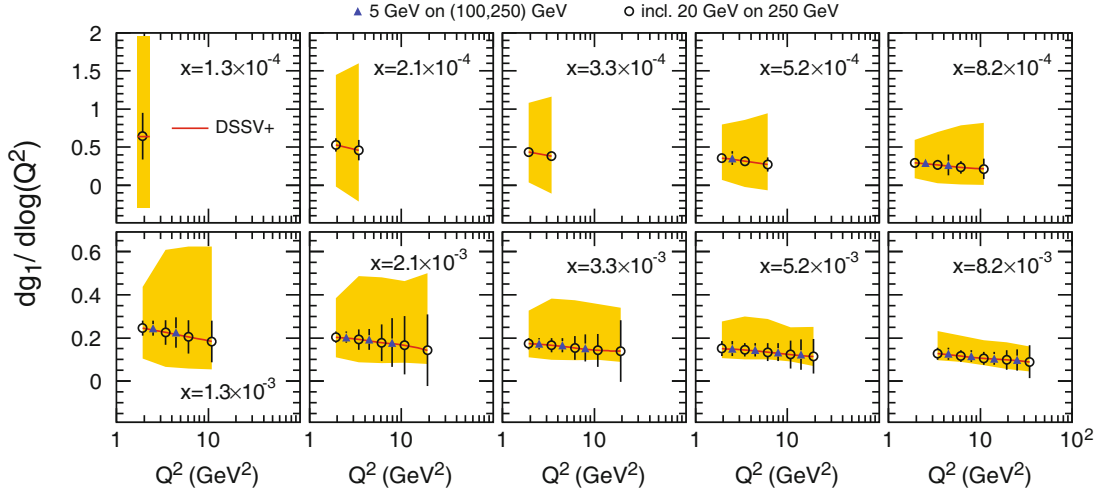 5 GeV on (100,250) GeV incl. 20 GeV on 250 GeV
dg₁/ dlog(Q²)
2
1.5
1
0.5
0
x=1.3×10⁻⁴
DSSV+
x=2.1×10⁻⁴
x=3.3×10⁻⁴
x=5.2×10⁻⁴
x=8.2×10⁻⁴
0.6
0.4
0.2
0
x=1.3×10⁻³
x=2.1×10⁻³
x=3.3×10⁻³
x=5.2×10⁻³
x=8.2×10⁻³
1 10 1 10 1 10 1 10 1 10 10²
Q² (GeV²) Q² (GeV²) Q² (GeV²) Q² (GeV²) Q² (GeV²)